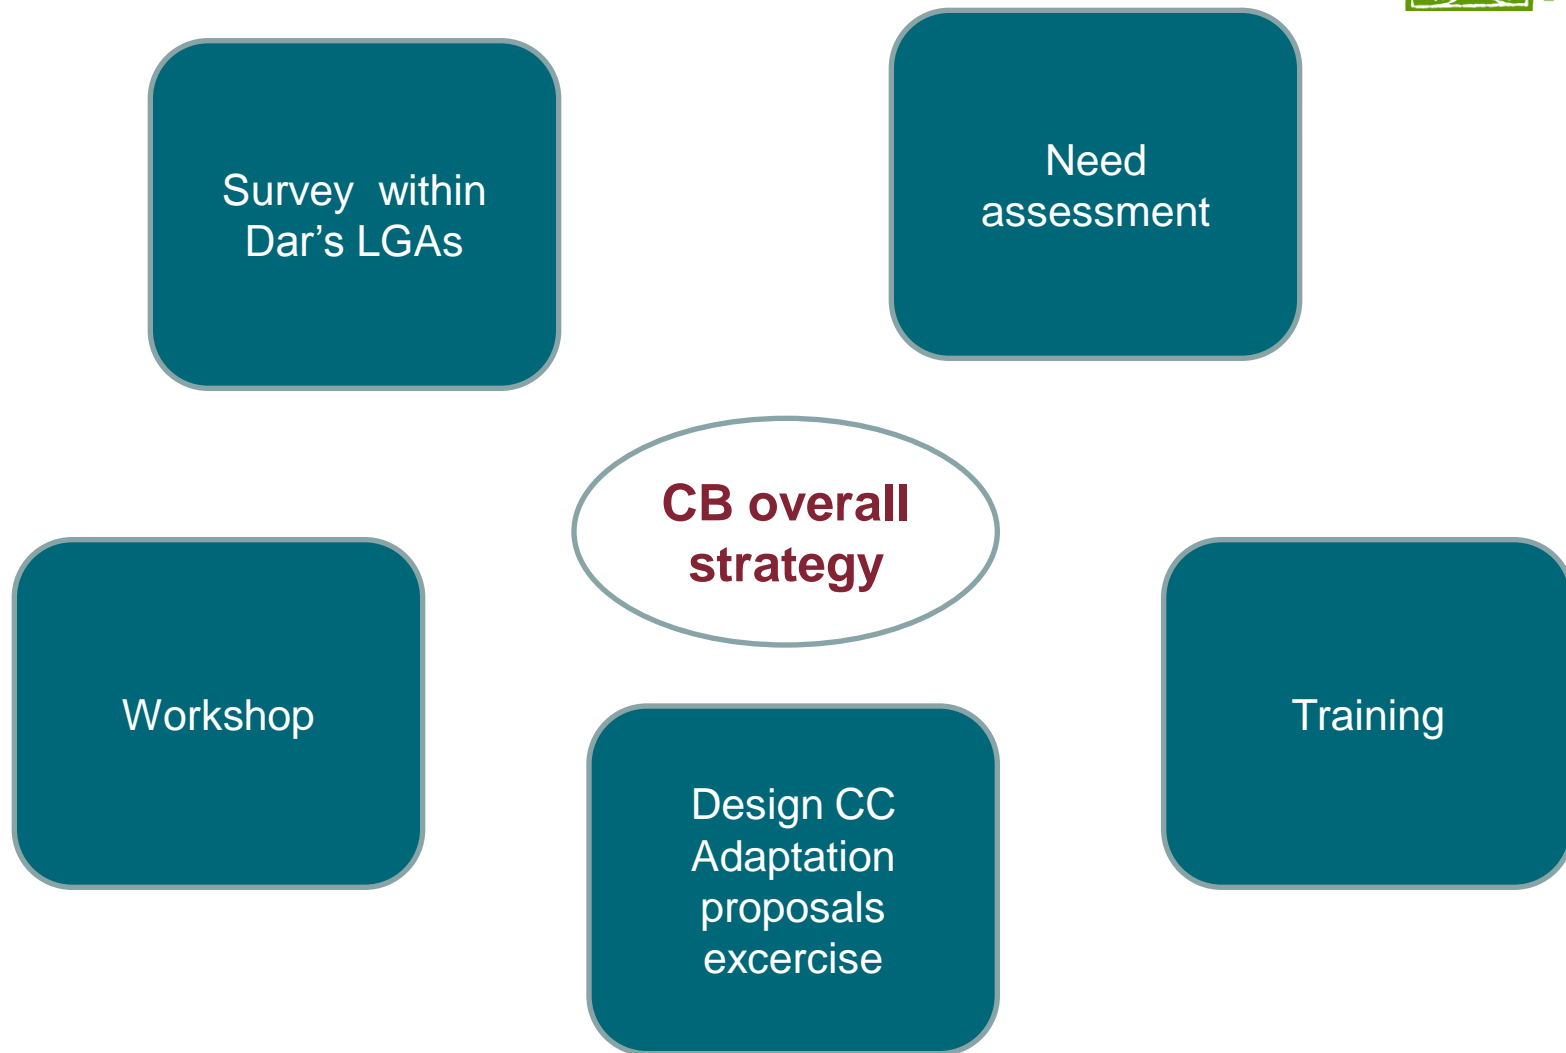 Survey  within
Dar’s LGAs
Need
assessment
CB overall
strategy
Workshop
Training
Design CC
Adaptation
proposals
excercise